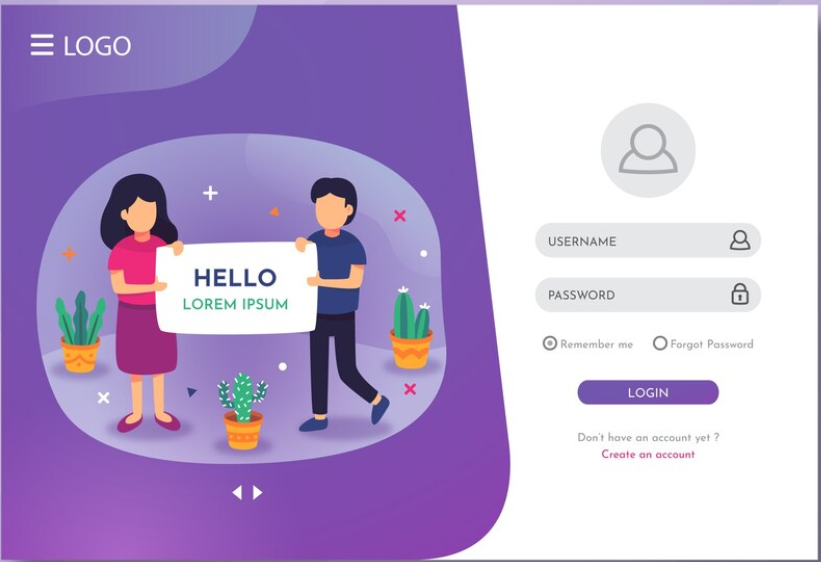 LOGO
HELLO
LOREM IPSUM
USERNAME
PASSWORD
Remember me
Forgot Password
LOGIN
Don't have an account yet ?
Create an account